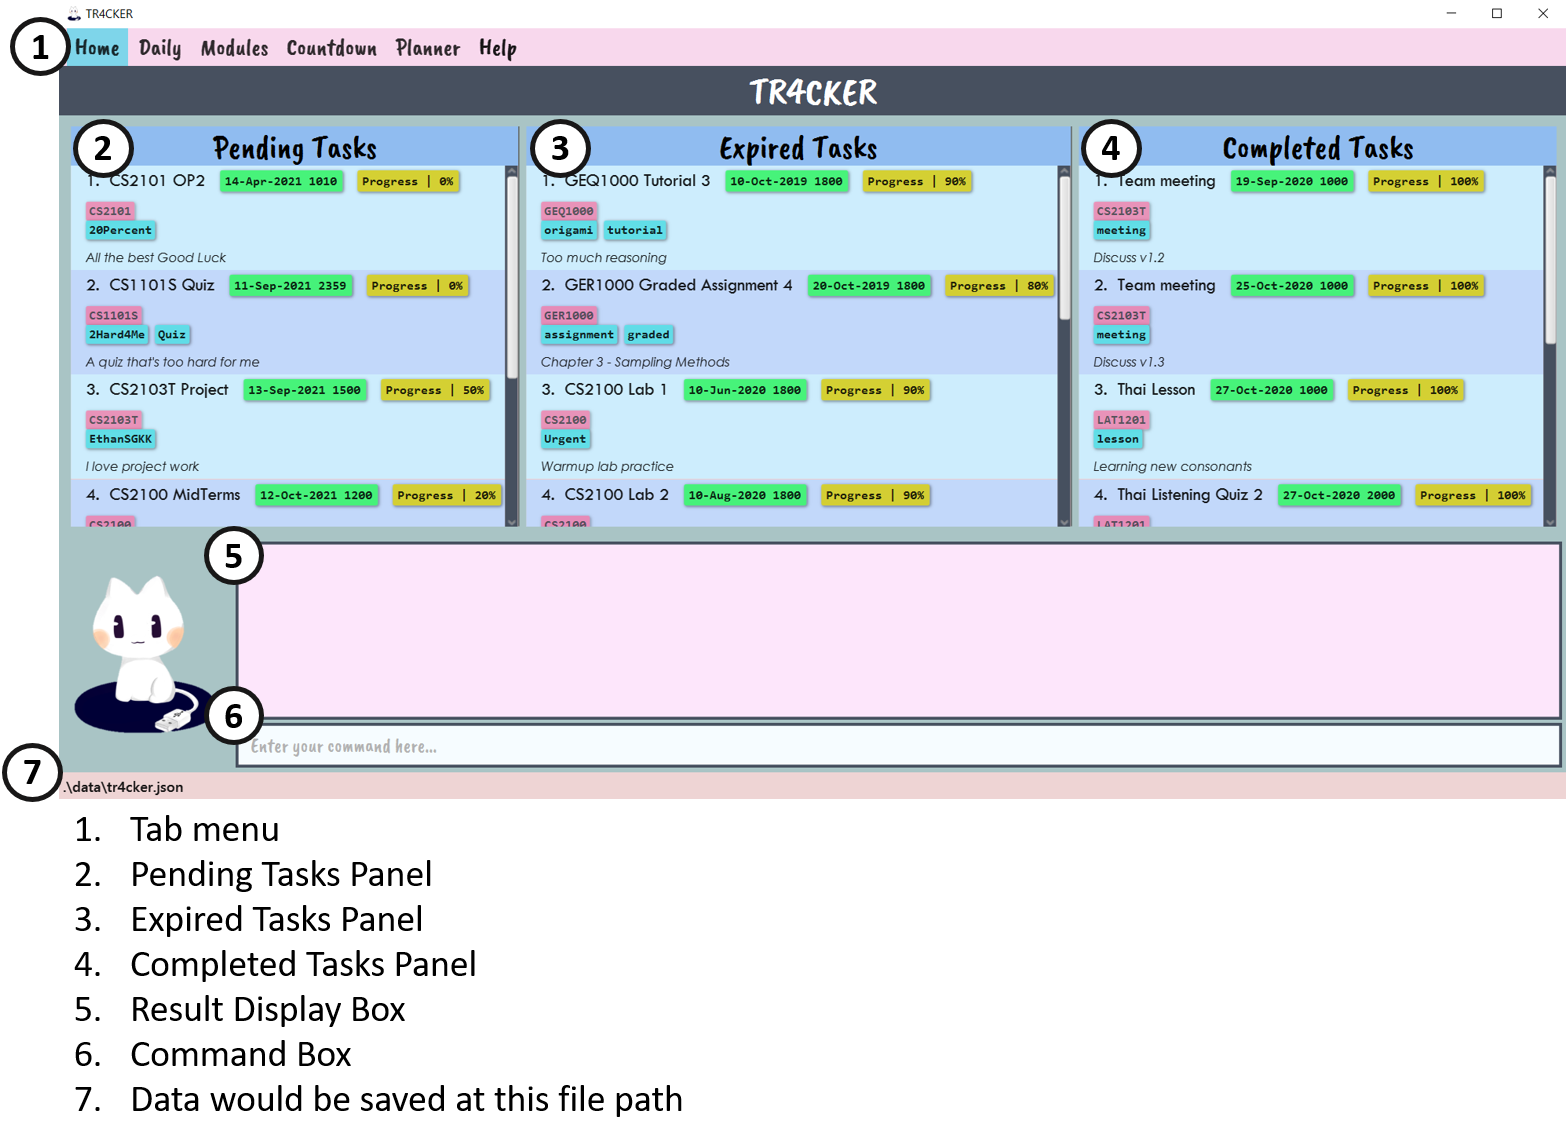 TR4CKER
1 Home Daily Modules Countdown Planner Help
TR4CKER
2 Pending Tasks
1. CS2101 OP2 14-Apr-2021 1010 Progress | 0%
CS2101
20Percent
All the best Good Luck
2. CS1101S Quiz 11-Sep-2021 2359 Progress | 0%
CS1101S
2Hard4Me Quiz
A quiz that's too hard for me
3. CS2103T Project 13-Sep-2021 1500 Progress | 50%
CS2103T
EthanSGKK
I love project work
4. CS2100 MidTerms 12-Oct-2021 1200 Progress | 20%
CS2100
3 Expired Tasks
1. GEQ1000 Tutorial 3 10-Oct-2019 1800 Progress | 90%
GEQ1000
origami tutorial
Too much reasoning
2. GER1000 Graded Assignment 4 20-Oct-2019 1800 Progress | 80%
GER1000
assignment graded
Chapter 3 - Sampling Methods
3. CS2100 Lab 1 10-Jun-2020 1800 Progress | 90%
CS2100
Urgent
Warmup lab practice
4. CS2100 Lab 2 10-Aug-2020 1800 Progress | 90%
CS2100
4 Completed Tasks
1. Team meeting 19-Sep-2020 1000 Progress | 100%
CS2103T
meeting
Discuss v1.2
2. Team meeting 25-Oct-2020 1000 Progress | 100%
CS2103T
meeting
Discuss v1.3
3. Thai Lesson 27-Oct-2020 1000 Progress | 100%
LAT1201
lesson
Learning new consonants
4. Thai Listening Quiz 2 27-Oct-2020 2000 Progress | 100%
LAT1201
5
6
Enter your command here...
7
.\data\tr4cker.json
1. Tab menu
2. Pending Tasks Panel
3. Expired Tasks Panel
4. Completed Tasks Panel
5. Result Display Box
6. Command Box
7. Data would be saved at this file path